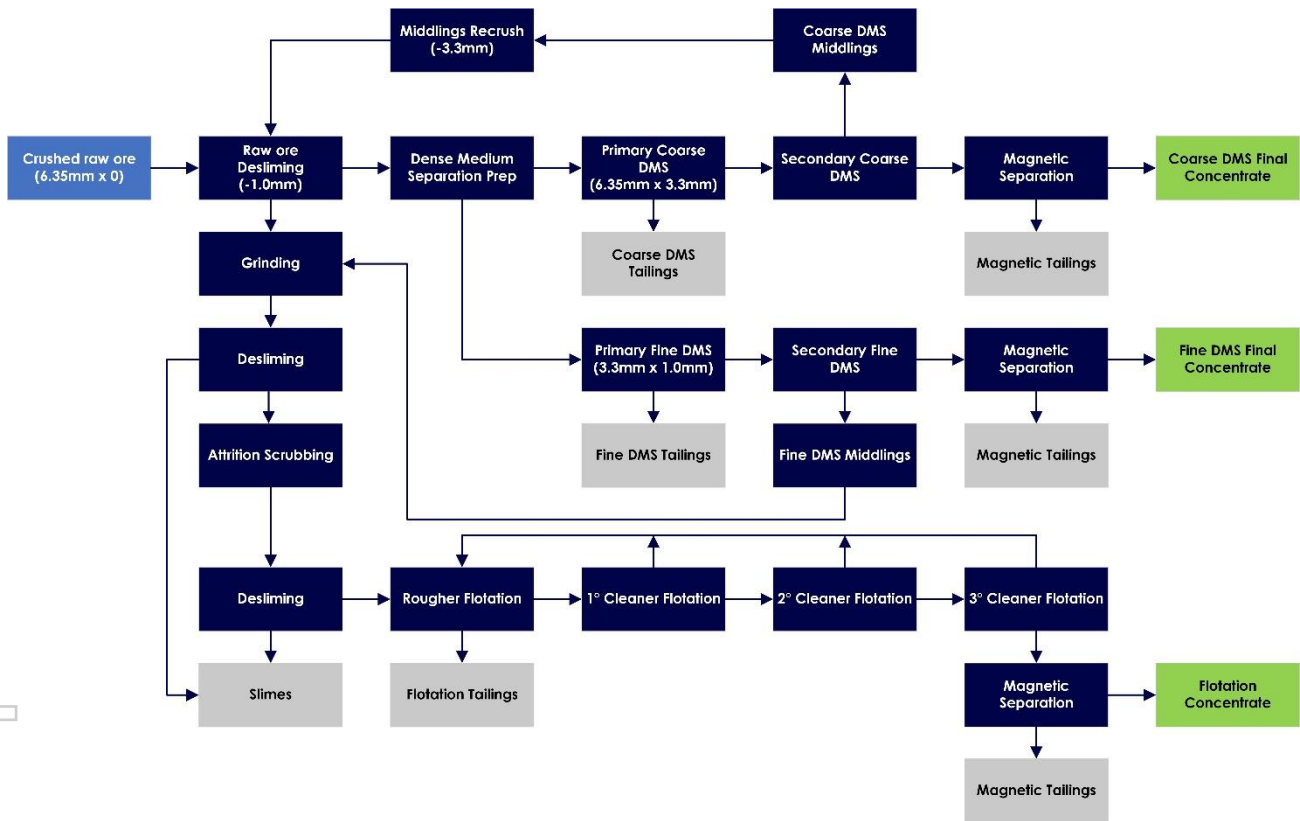 Middlings Recrush
(-3.3mm)
Coarse DMS
Middlings
Crushed raw ore
(6.35mm x 0)
Raw ore
Desliming
(-1.0mm)
Dense Medium
Separation Prep
Primary Coarse
DMS
(6.35mm x 3.3mm)
Secondary Coarse
DMS
Magnetic
Separation
Coarse DMS Final
Concentrate
Grinding
Coarse DMS
Tailings
Magnetic Tailings
Desliming
Primary Fine DMS
(3.3mm x 1.0mm)
Secondary Fine
DMS
Magnetic
Separation
Fine DMS Final
Concentrate
Attrition Scrubbing
Fine DMS Tailings
Fine DMS Middlings
Magnetic Tailings
Desliming
Rougher Flotation
1° Cleaner Flotation
2° Cleaner Flotation
3° Cleaner Flotation
Slimes
Flotation Tailings
Magnetic
Separation
Flotation
Concentrate
Magnetic Tailings